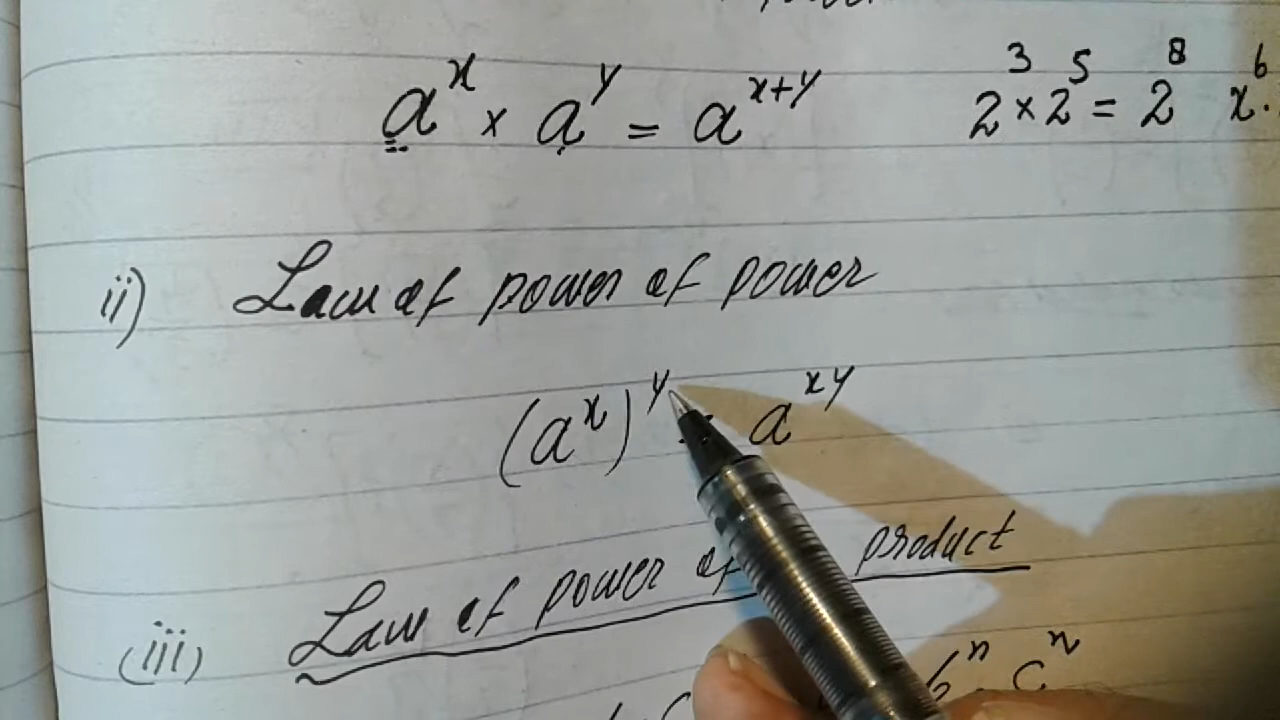 a^x × a^y = a^(x+y) 2^3 × 2^5 = 2^8 x^6 .
ii) Law of power of power
(a^x)^y = a^(xy)
(iii) Law of power of product
b^n . c^n